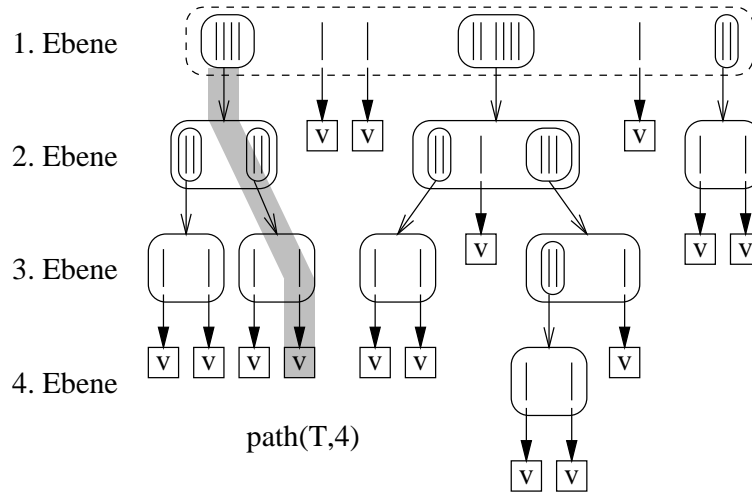 1. Ebene
v v v
2. Ebene
v v v
3. Ebene
v v v v v v v
4. Ebene
path(T,4)
v v